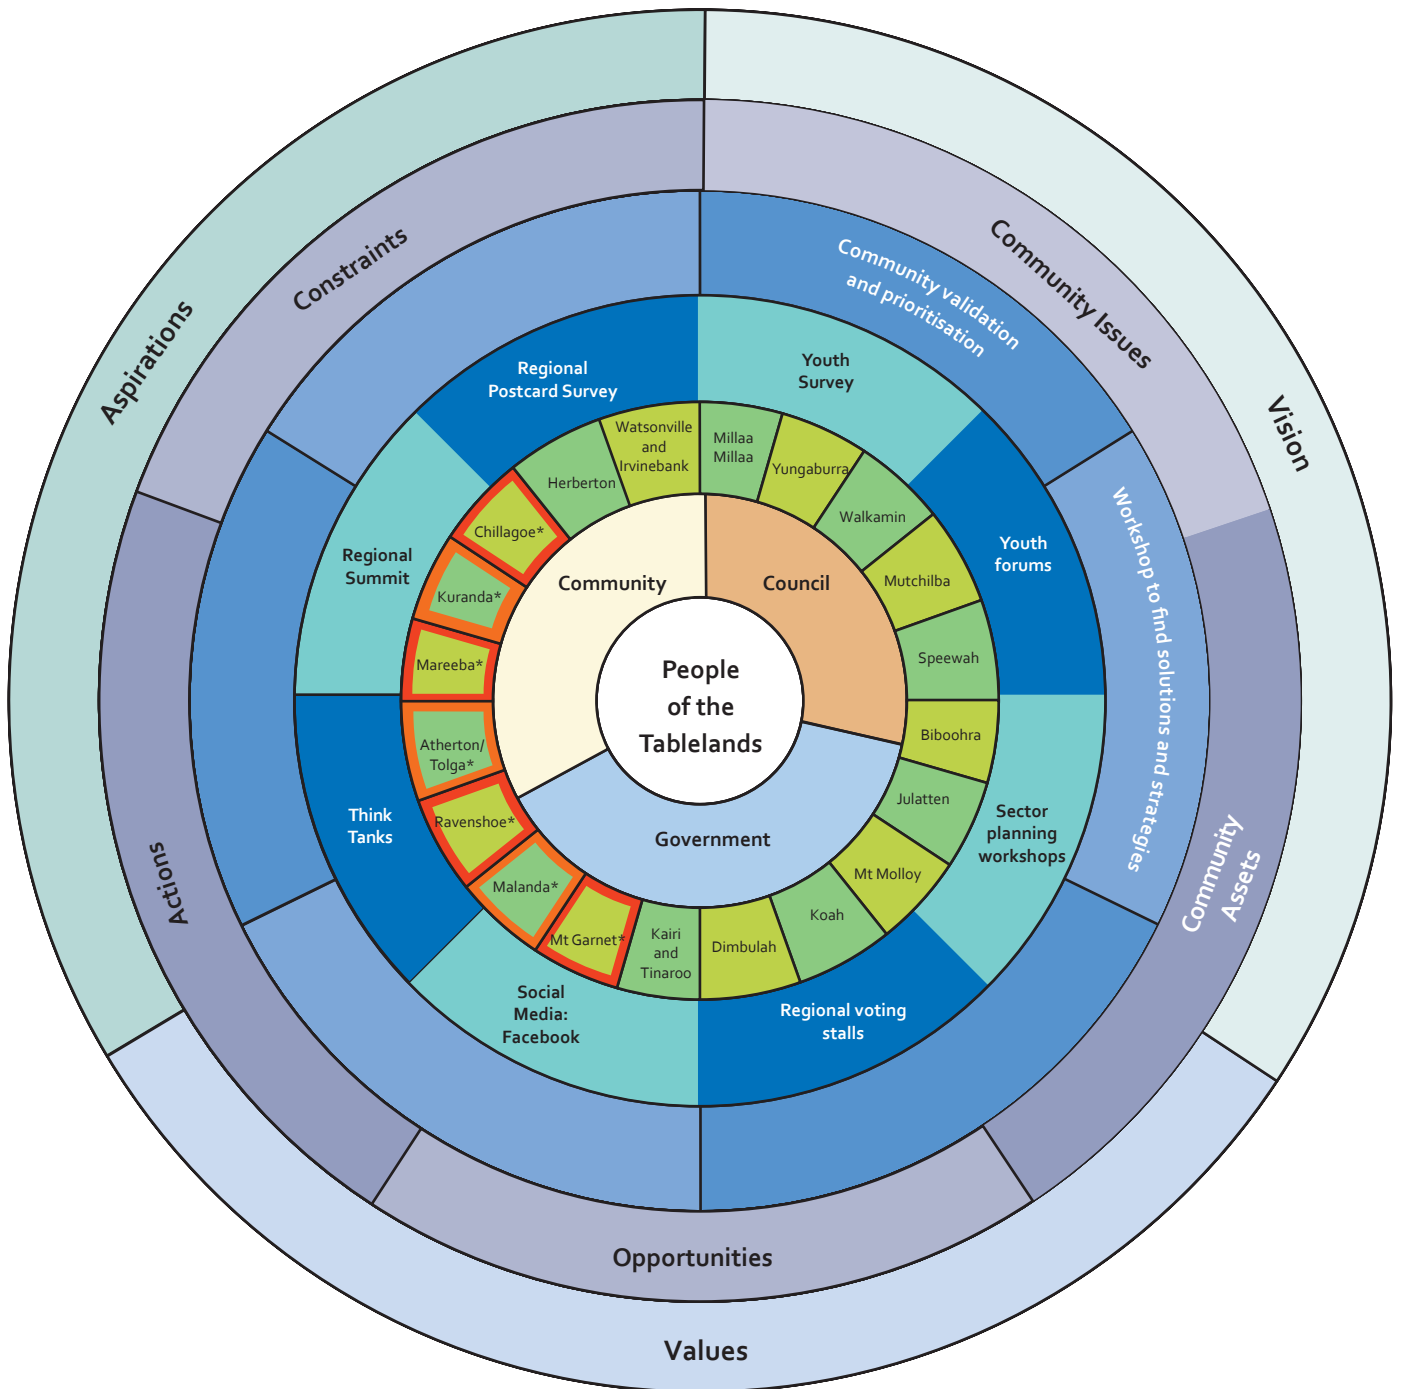 People
of the
Tablelands
Community
Council
Government
Millaa
Millaa
Yungaburra
Walkamin
Mutchilba
Speewah
Biboohra
Julatten
Mt Molloy
Koah
Dimbulah
Kairi
and
Tinaroo
Mt Garnet*
Malanda*
Ravenshoe*
Atherton/
Tolga*
Mareeba*
Kuranda*
Chillagoe*
Herberton
Watsonville
and
Irvinebank
Youth
Survey
Youth
forums
Sector
planning
workshops
Regional voting
stalls
Social
Media:
Facebook
Think
Tanks
Regional
Summit
Regional
Postcard Survey
Community validation
and prioritisation
Workshop to find solutions and strategies
Community Issues
Community
Assets
Opportunities
Actions
Constraints
Vision
Values
Aspirations